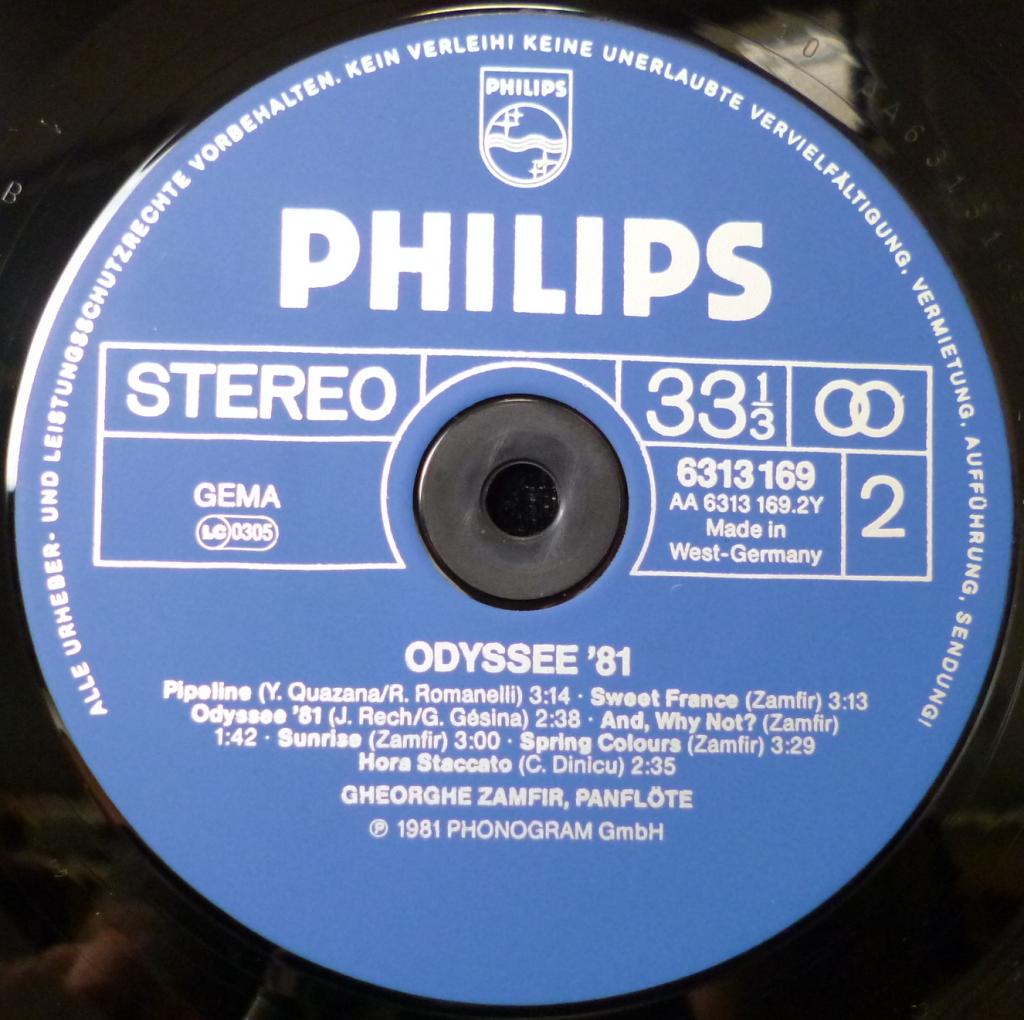 ALLE URHEBER- UND LEISTUNGSSCHUTZRECHTE VORBEHALTEN. KEIN VERLEIH! KEINE UNERLAUBTE VERVIELFÄLTIGUNG, VERMIETUNG, AUFFÜHRUNG, SENDUNG!
PHILIPS
PHILIPS
STEREO
33 1/3
GEMA
LC 0305
6313 169
AA 6313 169.2Y
Made in
West-Germany
2
ODYSSEE '81
Pipeline (Y. Quazana/R. Romanelli) 3:14 · Sweet France (Zamfir) 3:13
Odyssee '81 (J. Rech/G. Gésina) 2:38 · And, Why Not? (Zamfir)
1:42 · Sunrise (Zamfir) 3:00 · Spring Colours (Zamfir) 3:29
Hora Staccato (C. Dinicu) 2:35
GHEORGHE ZAMFIR, PANFLÖTE
℗ 1981 PHONOGRAM GmbH